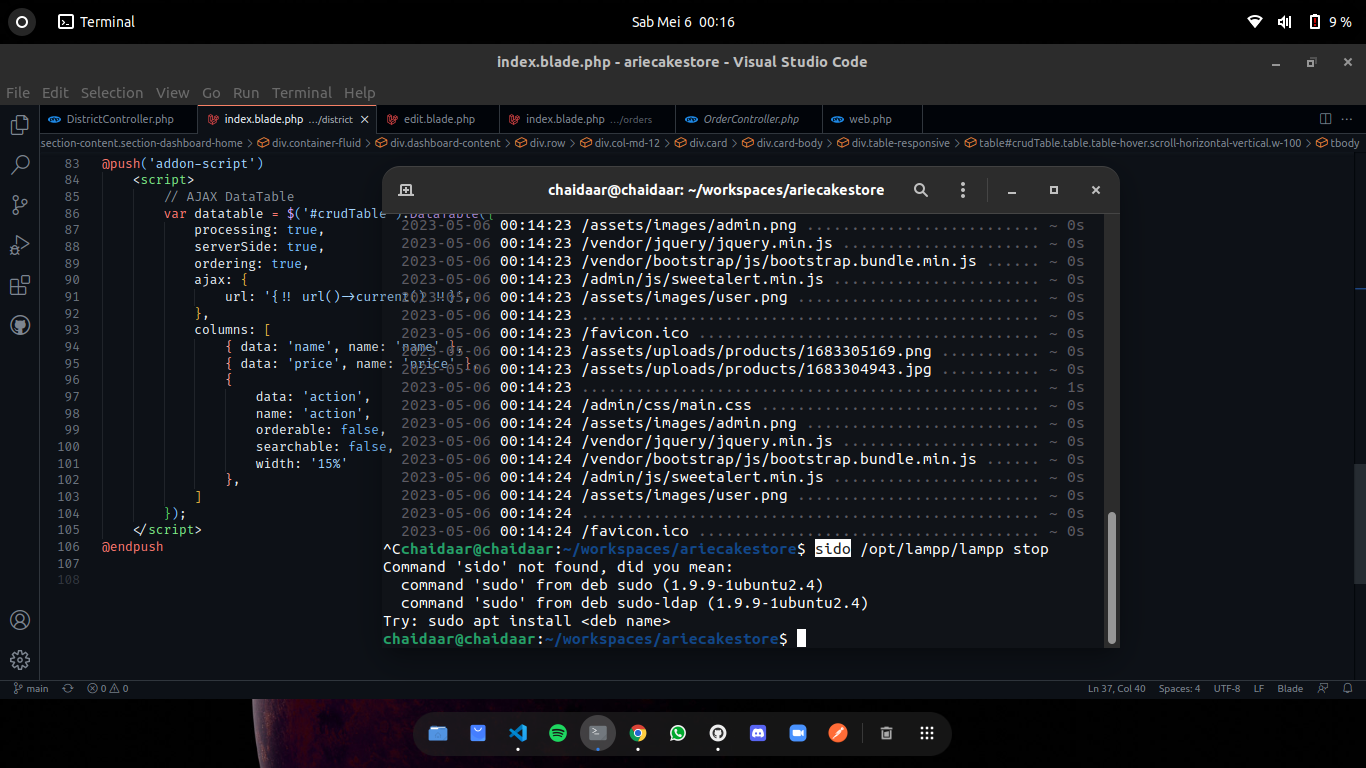 Terminal
Sab Mei 6 00:16
9 %
index.blade.php - ariecakestore - Visual Studio Code
File Edit Selection View Go Run Terminal Help
DistrictController.php
index.blade.php .../district
edit.blade.php
index.blade.php .../orders
OrderController.php
web.php
section-content.section-dashboard-home > div.container-fluid > div.dashboard-content > div.row > div.col-md-12 > div.card > div.card-body > div.table-responsive > table#crudTable.table.table-hover.scroll-horizontal-vertical.w-100 > tbody
83 @push('addon-script')
84 <script>
85 // AJAX DataTable
86 var datatable = $('#crudTable').DataTable({
87 processing: true,
88 serverSide: true,
89 ordering: true,
90 ajax: {
91 url: '{!! url()->current() !!}',
92 },
93 columns: [
94 { data: 'name', name: 'name' },
95 { data: 'price', name: 'price' },
96 {
97 data: 'action',
98 name: 'action',
99 orderable: false,
100 searchable: false,
101 width: '15%'
102 },
103 ]
104 });
105 </script>
106 @endpush
107
108
chaidaar@chaidaar: ~/workspaces/ariecakestore
2023-05-06 00:14:23 /assets/images/admin.png .......................... ~ 0s
2023-05-06 00:14:23 /vendor/jquery/jquery.min.js ...................... ~ 0s
2023-05-06 00:14:23 /vendor/bootstrap/js/bootstrap.bundle.min.js ...... ~ 0s
2023-05-06 00:14:23 /admin/js/sweetalert.min.js ....................... ~ 0s
2023-05-06 00:14:23 /assets/images/user.png ........................... ~ 0s
2023-05-06 00:14:23 ................................................... ~ 0s
2023-05-06 00:14:23 /favicon.ico ...................................... ~ 0s
2023-05-06 00:14:23 /assets/uploads/products/1683305169.png ........... ~ 0s
2023-05-06 00:14:23 /assets/uploads/products/1683304943.jpg ........... ~ 0s
2023-05-06 00:14:23 ................................................... ~ 1s
2023-05-06 00:14:24 /admin/css/main.css ............................... ~ 0s
2023-05-06 00:14:24 /assets/images/admin.png .......................... ~ 0s
2023-05-06 00:14:24 /vendor/jquery/jquery.min.js ...................... ~ 0s
2023-05-06 00:14:24 /vendor/bootstrap/js/bootstrap.bundle.min.js ...... ~ 0s
2023-05-06 00:14:24 /admin/js/sweetalert.min.js ....................... ~ 0s
2023-05-06 00:14:24 /assets/images/user.png ........................... ~ 0s
2023-05-06 00:14:24 ................................................... ~ 0s
2023-05-06 00:14:24 /favicon.ico ...................................... ~ 0s
^Cchaidaar@chaidaar:~/workspaces/ariecakestore$ sido /opt/lampp/lampp stop
Command 'sido' not found, did you mean:
command 'sudo' from deb sudo (1.9.9-1ubuntu2.4)
command 'sudo' from deb sudo-ldap (1.9.9-1ubuntu2.4)
Try: sudo apt install <deb name>
chaidaar@chaidaar:~/workspaces/ariecakestore$
main
0
0
Ln 37, Col 40
Spaces: 4
UTF-8
LF
Blade